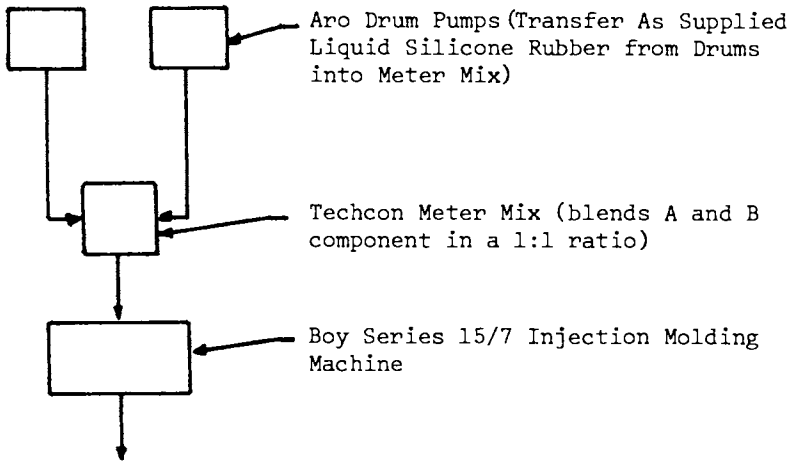 Aro Drum Pumps (Transfer As Supplied
Liquid Silicone Rubber from Drums
into Meter Mix)
Techcon Meter Mix (blends A and B
component in a 1:1 ratio)
Boy Series 15/7 Injection Molding
Machine